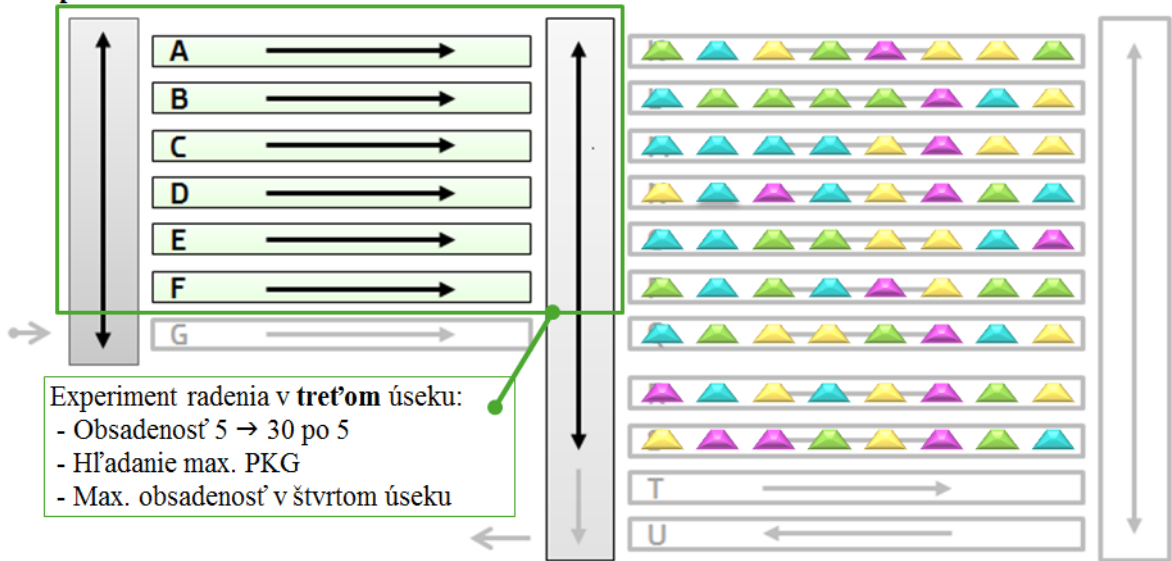 A
B
C
D
E
F
G
Experiment radenia v treťom úseku:
- Obsadenosť 5 → 30 po 5
- Hľadanie max. PKG
- Max. obsadenosť v štvrtom úseku
T
U